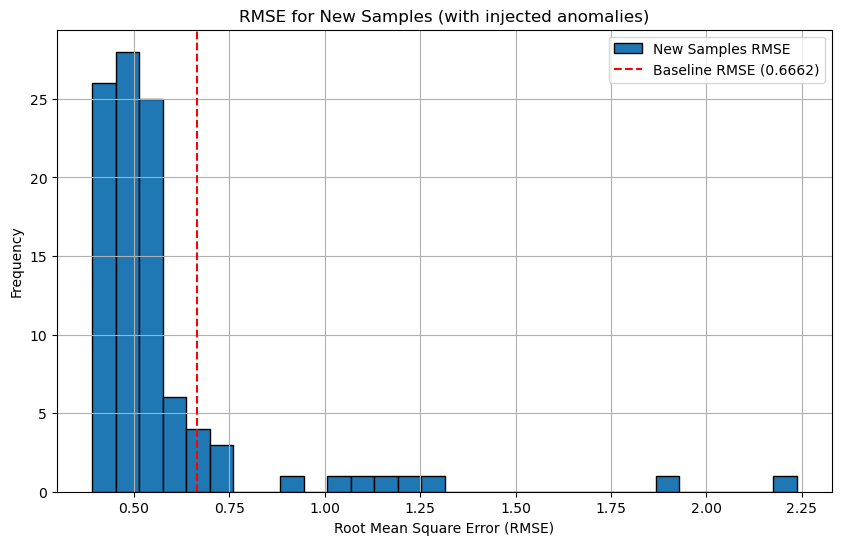 RMSE for New Samples (with injected anomalies)
New Samples RMSE
Baseline RMSE (0.6662)
Frequency
25
20
15
10
5
0
0.50 0.75 1.00 1.25 1.50 1.75 2.00 2.25
Root Mean Square Error (RMSE)